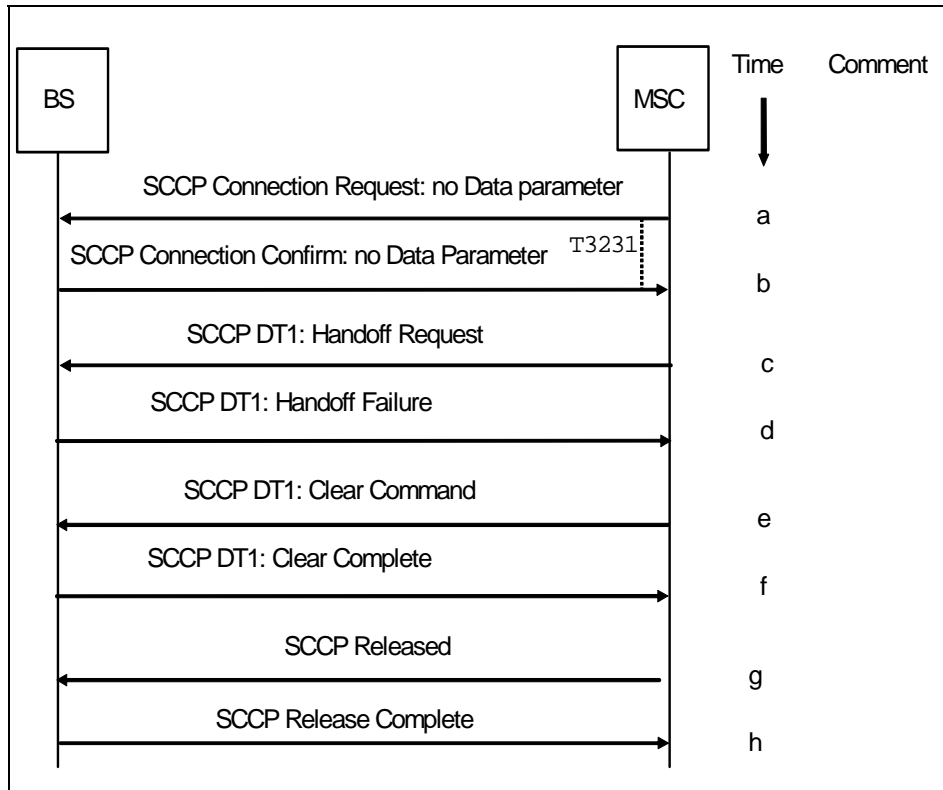 BS
MSC
Time
Comment
SCCP Connection Request: no Data parameter
a
T3231
SCCP Connection Confirm: no Data Parameter
b
SCCP DT1: Handoff Request
c
SCCP DT1: Handoff Failure
d
SCCP DT1: Clear Command
e
SCCP DT1: Clear Complete
f
SCCP Released
g
SCCP Release Complete
h